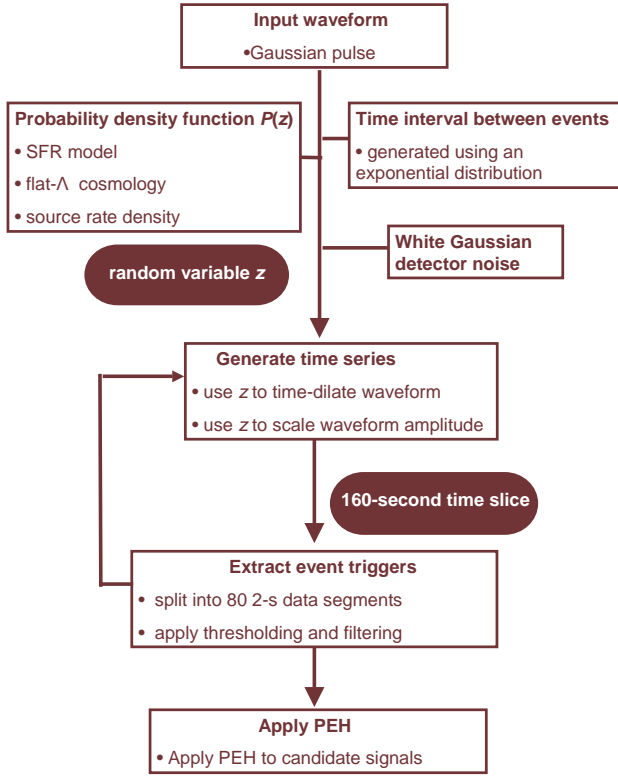 Input waveform
•Gaussian pulse
Probability density function P(z)
• SFR model
• flat-Λ cosmology
• source rate density
Time interval between events
• generated using an
exponential distribution
White Gaussian
detector noise
random variable z
Generate time series
• use z to time-dilate waveform
• use z to scale waveform amplitude
160-second time slice
Extract event triggers
• split into 80 2-s data segments
• apply thresholding and filtering
Apply PEH
• Apply PEH to candidate signals